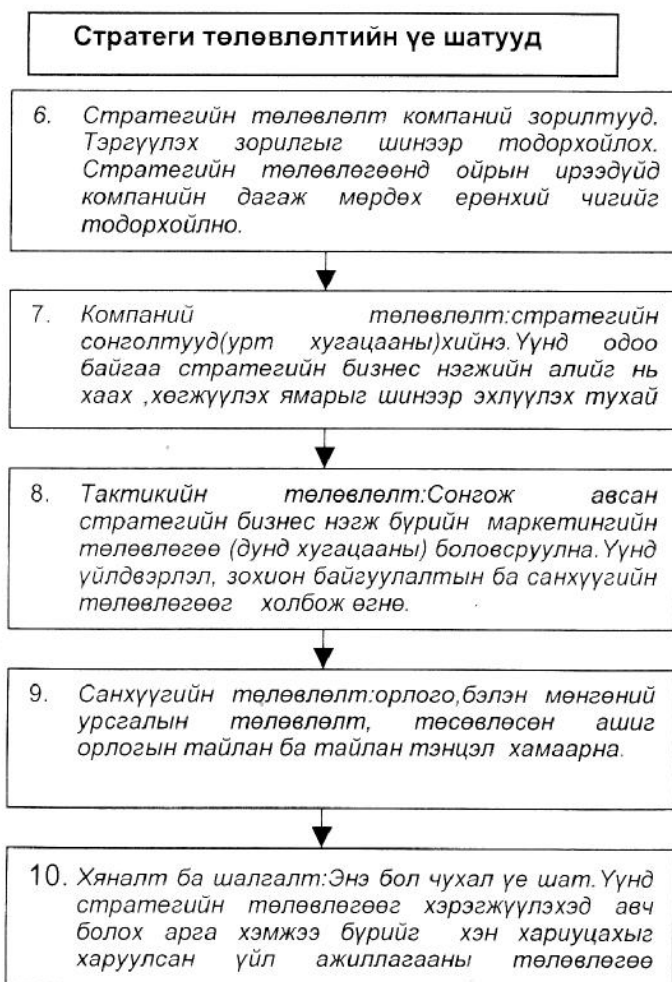 Стратеги төлөвлөлтийн үе шатууд
6. Стратегийн төлөвлөлт компаний зорилтууд.
Тэргүүлэх зорилгыг шинээр тодорхойлох.
Стратегийн төлөвлөгөөнд ойрын ирээдүйд
компанийн дагаж мөрдөх ерөнхий чигийг
тодорхойлно.
7. Компаний төлөвлөлт:стратегийн
сонголтууд(урт хугацааны)хийнэ.Үүнд одоо
байгаа стратегийн бизнес нэгжийн алийг нь
хаах ,хөгжүүлэх ямарыг шинээр эхлүүлэх тухай
8. Тактикийн төлөвлөлт:Сонгож авсан
стратегийн бизнес нэгж бүрийн маркетингийн
төлөвлөгөө (дунд хугацааны) боловсруулна.Үүнд
үйлдвэрлэл, зохион байгуулалтын ба санхүүгийн
төлөвлөгөөг холбож өгнө.
9. Санхүүгийн төлөвлөлт:орлого,бэлэн мөнгөний
урсгалын төлөвлөлт, төсөвлөсөн ашиг
орлогын тайлан ба тайлан тэнцэл хамаарна.
10. Хяналт ба шалгалт:Энэ бол чухал үе шат.Үүнд
стратегийн төлөвлөгөөг хэрэгжүүлэхэд авч
болох арга хэмжээ бүрийг хэн хариуцахыг
харуулсан үйл ажиллагааны төлөвлөгөө